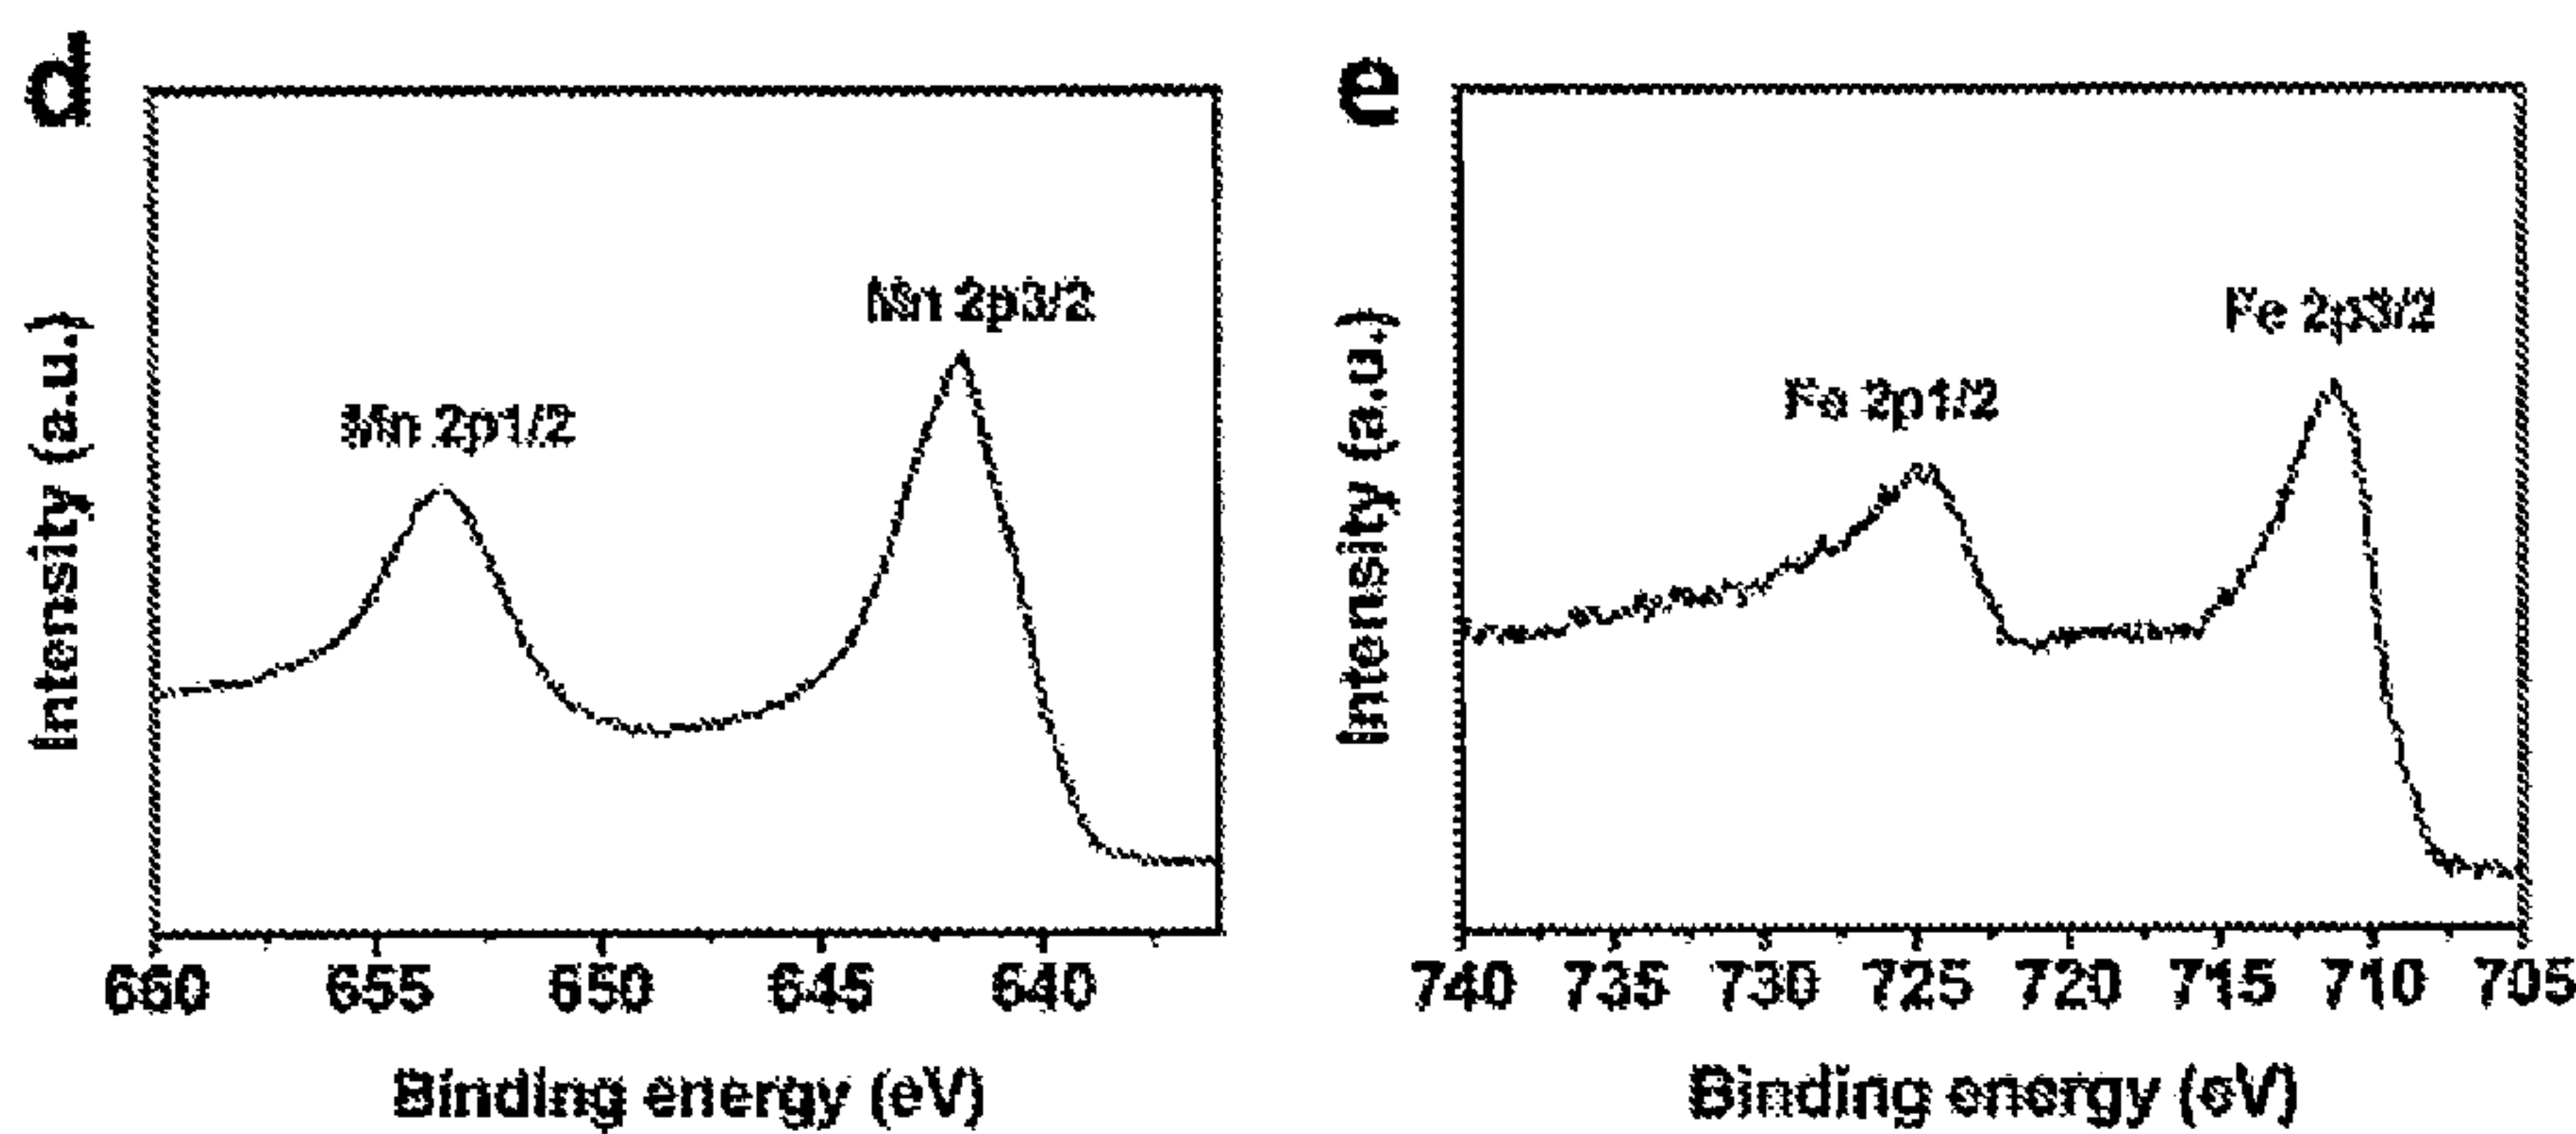 d
Intensity (a.u.)
Mn 2p1/2
Mn 2p3/2
660 655 650 645 640
Binding energy (eV)
e
Intensity (a.u.)
Fe 2p1/2
Fe 2p3/2
740 735 730 725 720 715 710 705
Binding energy (eV)